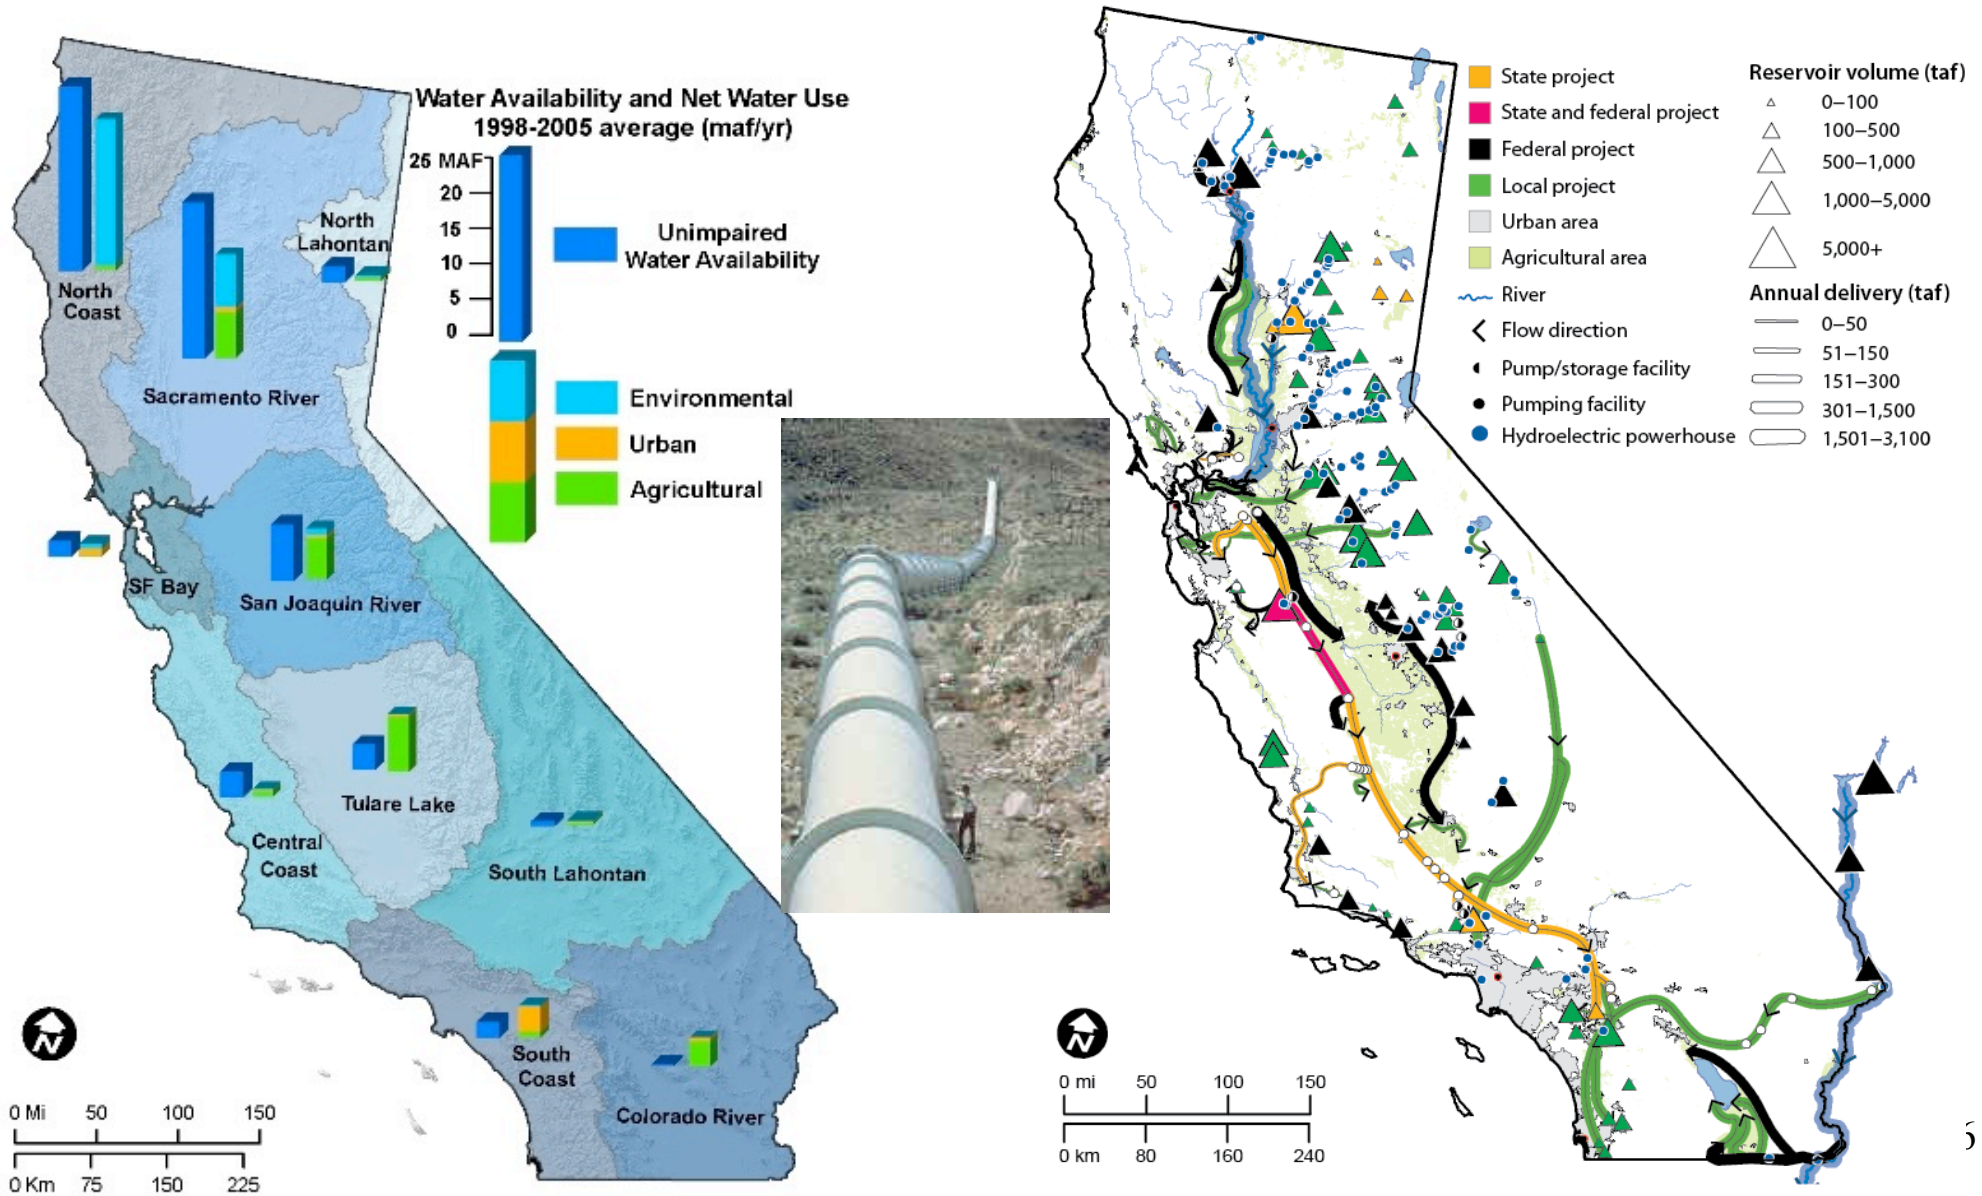 Water Availability and Net Water Use
1998-2005 average (maf/yr)
25 MAF
20
15
10
5
0
Unimpaired
Water Availability
Environmental
Urban
Agricultural
North
Coast
Sacramento River
North
Lahontan
SF Bay
San Joaquin River
Tulare Lake
Central
Coast
South Lahontan
South
Coast
Colorado River
N
0 Mi 50 100 150
0 Km 75 150 225
State project
State and federal project
Federal project
Local project
Urban area
Agricultural area
River
Flow direction
Pump/storage facility
Pumping facility
Hydroelectric powerhouse
Reservoir volume (taf)
0–100
100–500
500–1,000
1,000–5,000
5,000+
Annual delivery (taf)
0–50
51–150
151–300
301–1,500
1,501–3,100
N
0 mi 50 100 150
0 km 80 160 240
6